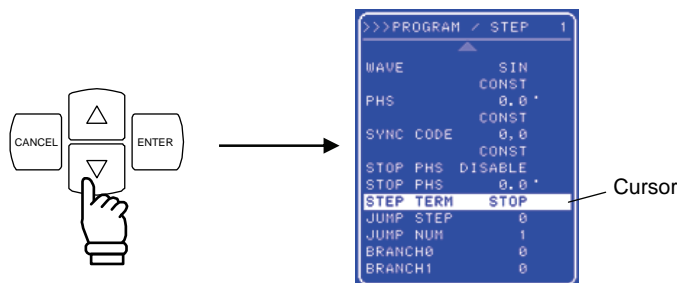 CANCEL
ENTER
>>>PROGRAM / STEP 1
WAVE SIN
CONST
PHS 0.0°
CONST
SYNC CODE 0,0
CONST
STOP PHS DISABLE
STOP PHS 0.0°
STEP TERM STOP
JUMP STEP 0
JUMP NUM 1
BRANCH0 0
BRANCH1 0
Cursor